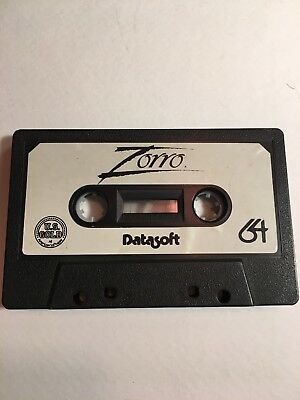 Zorro
U.S.
GOLD
Datasoft
64